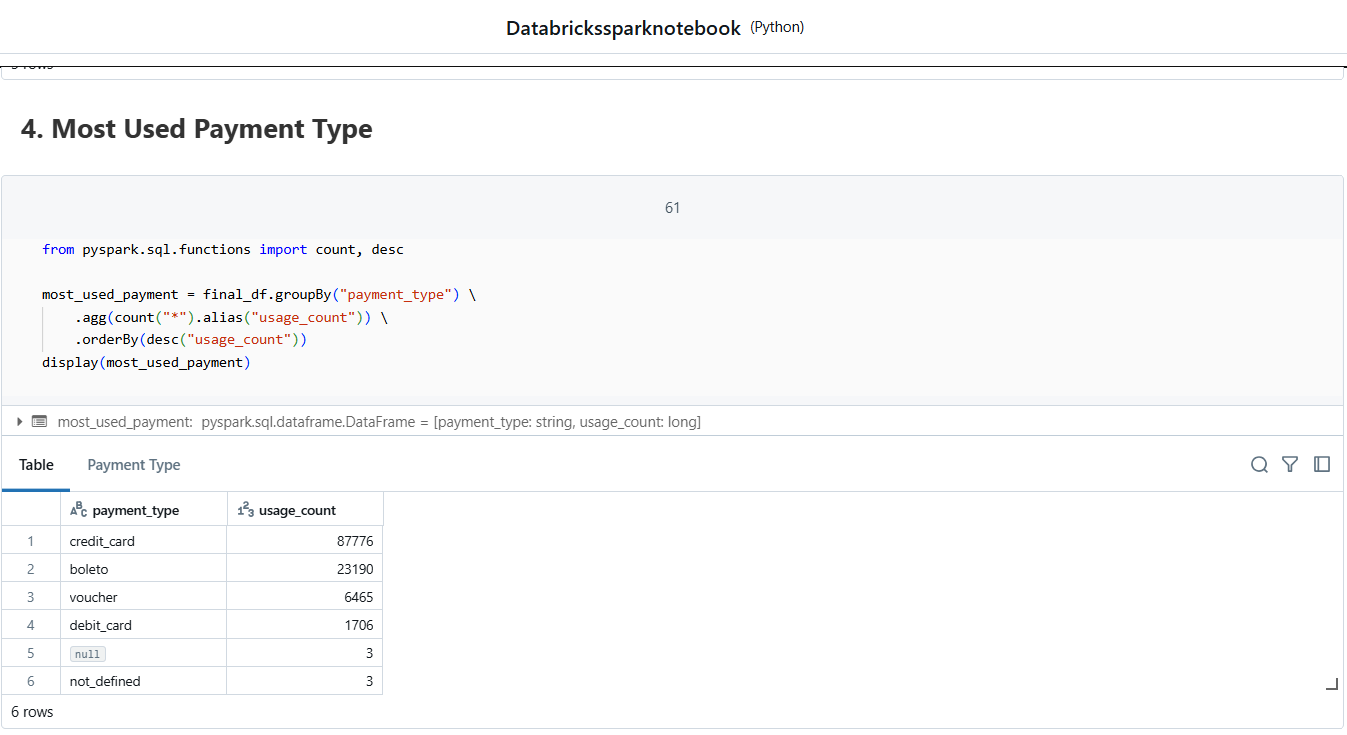 Databrickssparknotebook (Python)
4. Most Used Payment Type
61
from pyspark.sql.functions import count, desc
most_used_payment = final_df.groupBy("payment_type") \
.agg(count("*").alias("usage_count")) \
.orderBy(desc("usage_count"))
display(most_used_payment)
most_used_payment: pyspark.sql.dataframe.DataFrame = [payment_type: string, usage_count: long]
Table Payment Type
ABC payment_type 123 usage_count
1 credit_card 87776
2 boleto 23190
3 voucher 6465
4 debit_card 1706
5 null 3
6 not_defined 3
6 rows